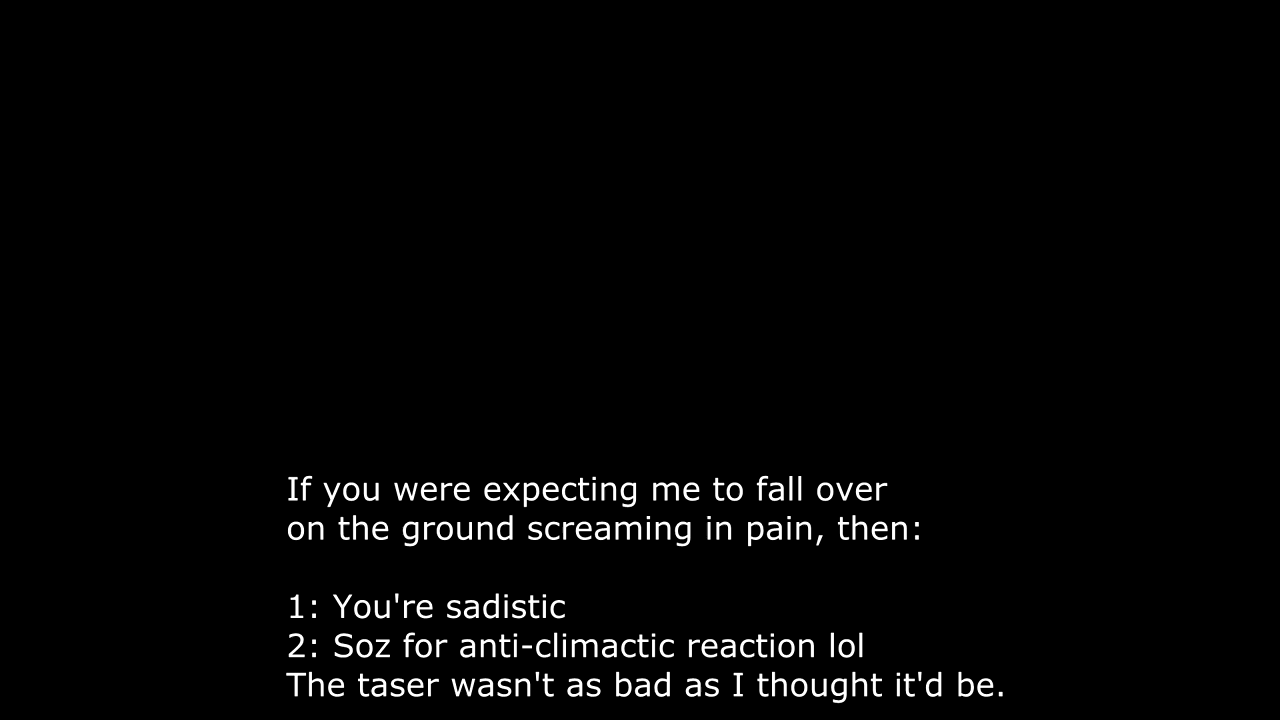 If you were expecting me to fall over
on the ground screaming in pain, then:
1: You're sadistic
2: Soz for anti-climactic reaction lol
The taser wasn't as bad as I thought it'd be.